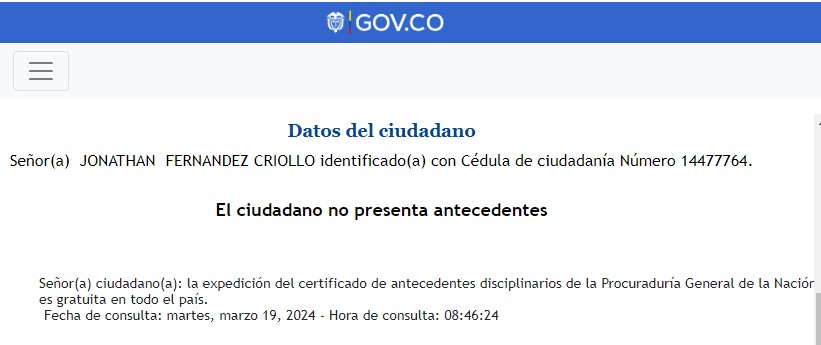 GOV.CO
Datos del ciudadano
Señor(a) JONATHAN FERNANDEZ CRIOLLO identificado(a) con Cédula de ciudadanía Número 14477764.
El ciudadano no presenta antecedentes
Señor(a) ciudadano(a): la expedición del certificado de antecedentes disciplinarios de la Procuraduría General de la Nación
es gratuita en todo el país.
Fecha de consulta: martes, marzo 19, 2024 - Hora de consulta: 08:46:24